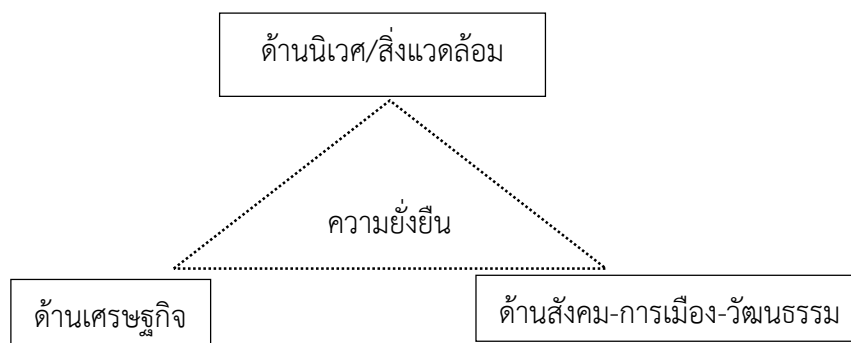 ด้านนิเวศ/สิ่งแวดล้อม
ความยั่งยืน
ด้านเศรษฐกิจ
ด้านสังคม-การเมือง-วัฒนธรรม